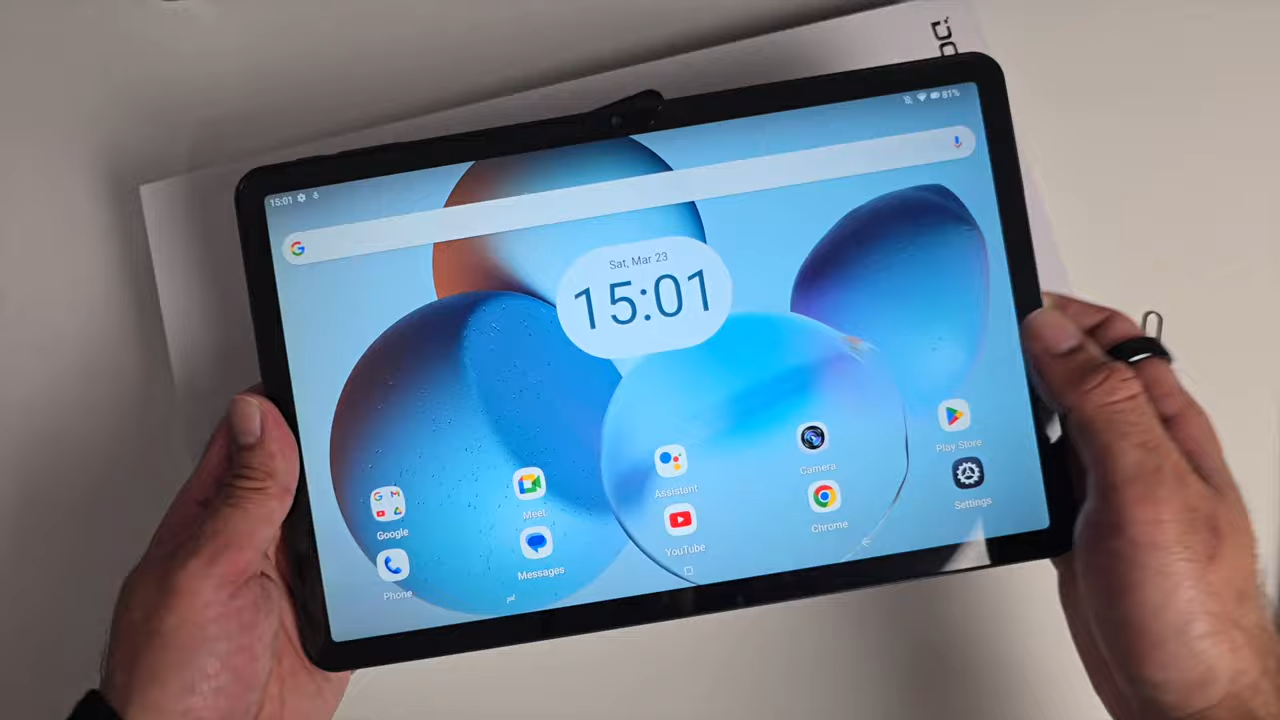 15:01
81%
Sat, Mar 23
15:01
Google
Meet
Assistant
Camera
Play Store
Phone
Messages
YouTube
Chrome
Settings